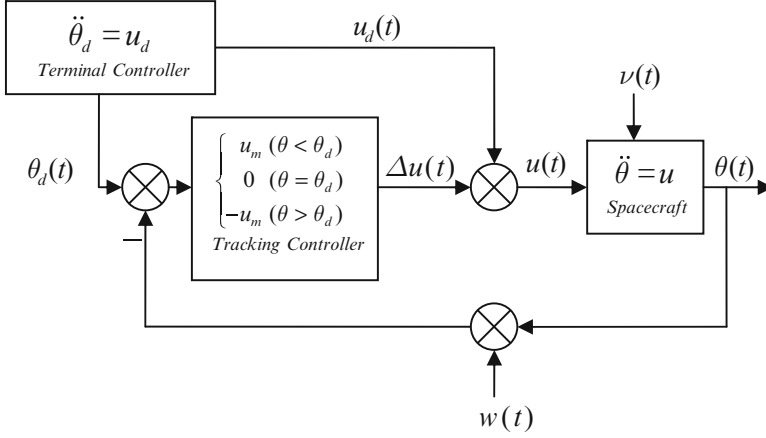 θ̈_d = u_d
Terminal Controller
u_d(t)
ν(t)
θ_d(t)
u_m (θ < θ_d)
0 (θ = θ_d)
−u_m (θ > θ_d)
Tracking Controller
Δu(t)
u(t)
θ̈ = u
Spacecraft
θ(t)
−
w(t)